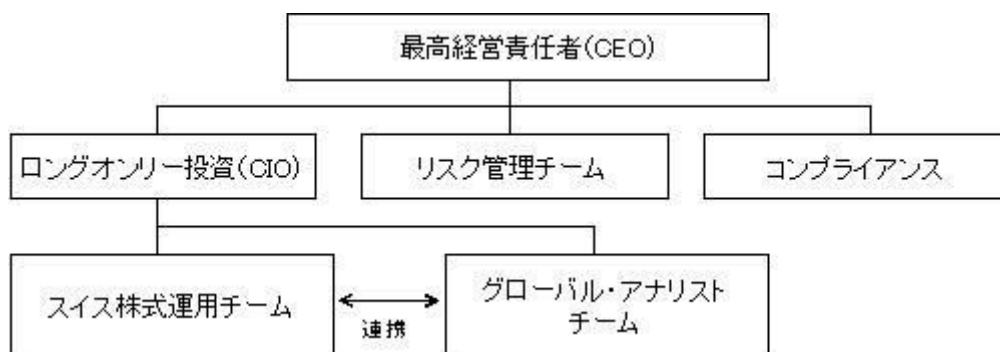 最高経営責任者(CEO)
ロングオンリー投資(CIO)
リスク管理チーム
コンプライアンス
スイス株式運用チーム
連携
グローバル・アナリスト
チーム